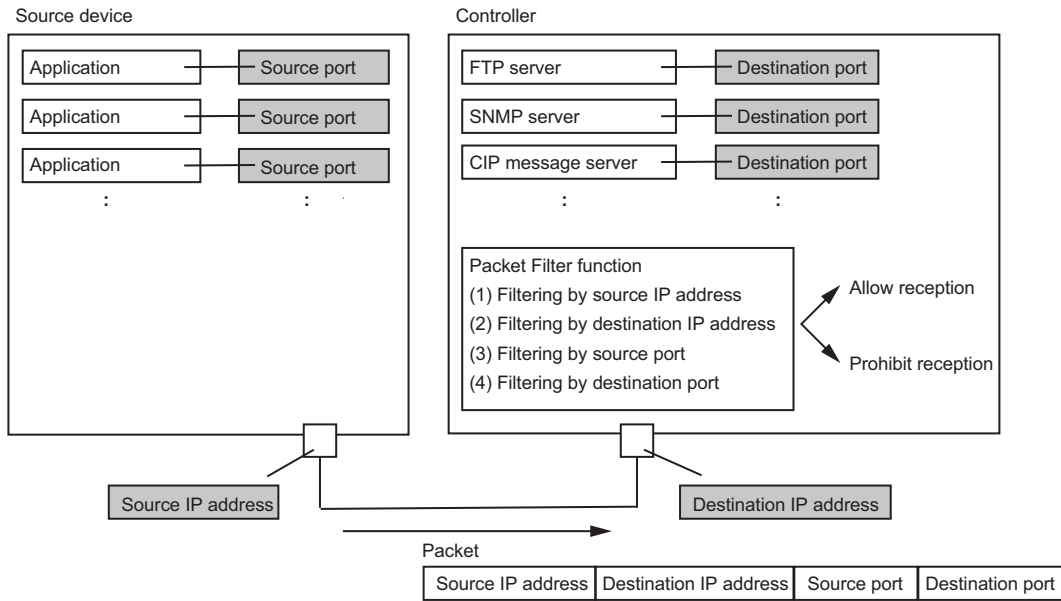 Source device
Application
Source port
Application
Source port
Application
Source port
:
:
Controller
FTP server
Destination port
SNMP server
Destination port
CIP message server
Destination port
:
:
Packet Filter function
(1) Filtering by source IP address
(2) Filtering by destination IP address
(3) Filtering by source port
(4) Filtering by destination port
Allow reception
Prohibit reception
Source IP address
Destination IP address
Packet
Source IP address
Destination IP address
Source port
Destination port